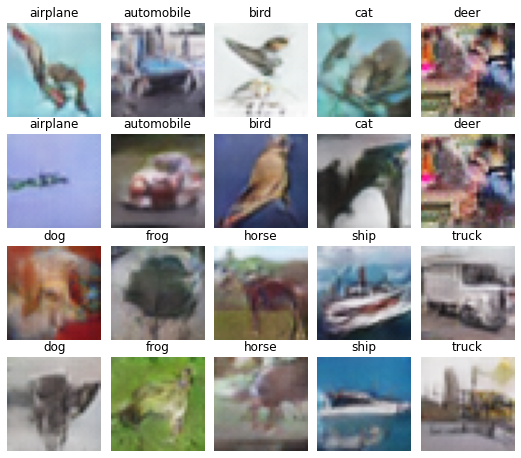 airplane automobile bird cat deer
airplane automobile bird cat deer
dog frog horse ship truck
dog frog horse ship truck